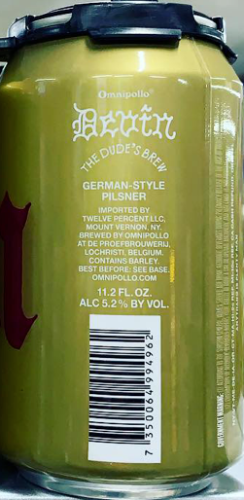 Omnipollo®
Devin
THE DUDE'S BREW
GERMAN-STYLE
PILSNER
IMPORTED BY
TWELVE PERCENT LLC,
MOUNT VERNON, NY.
BREWED BY OMNIPOLLO
AT DE PROEFBROUWERIJ,
LOCHRISTI, BELGIUM.
CONTAINS BARLEY.
BEST BEFORE: SEE BASE.
OMNIPOLLO.COM
11.2 FL. OZ.
ALC 5.2% BY VOL.
7 350064 994962
GOVERNMENT WARNING: